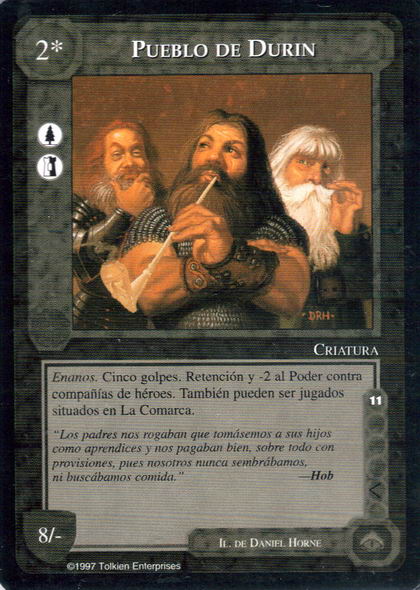 2*
PUEBLO DE DURIN
-DRH-
CRIATURA
Enanos. Cinco golpes. Retención y -2 al Poder contra
compañías de héroes. También pueden ser jugados
situados en La Comarca.
11
“Los padres nos rogaban que tomásemos a sus hijos
como aprendices y nos pagaban bien, sobre todo con
provisiones, pues nosotros nunca sembrábamos,
ni buscábamos comida.” —Hob
8/-
IL. DE DANIEL HORNE
©1997 Tolkien Enterprises